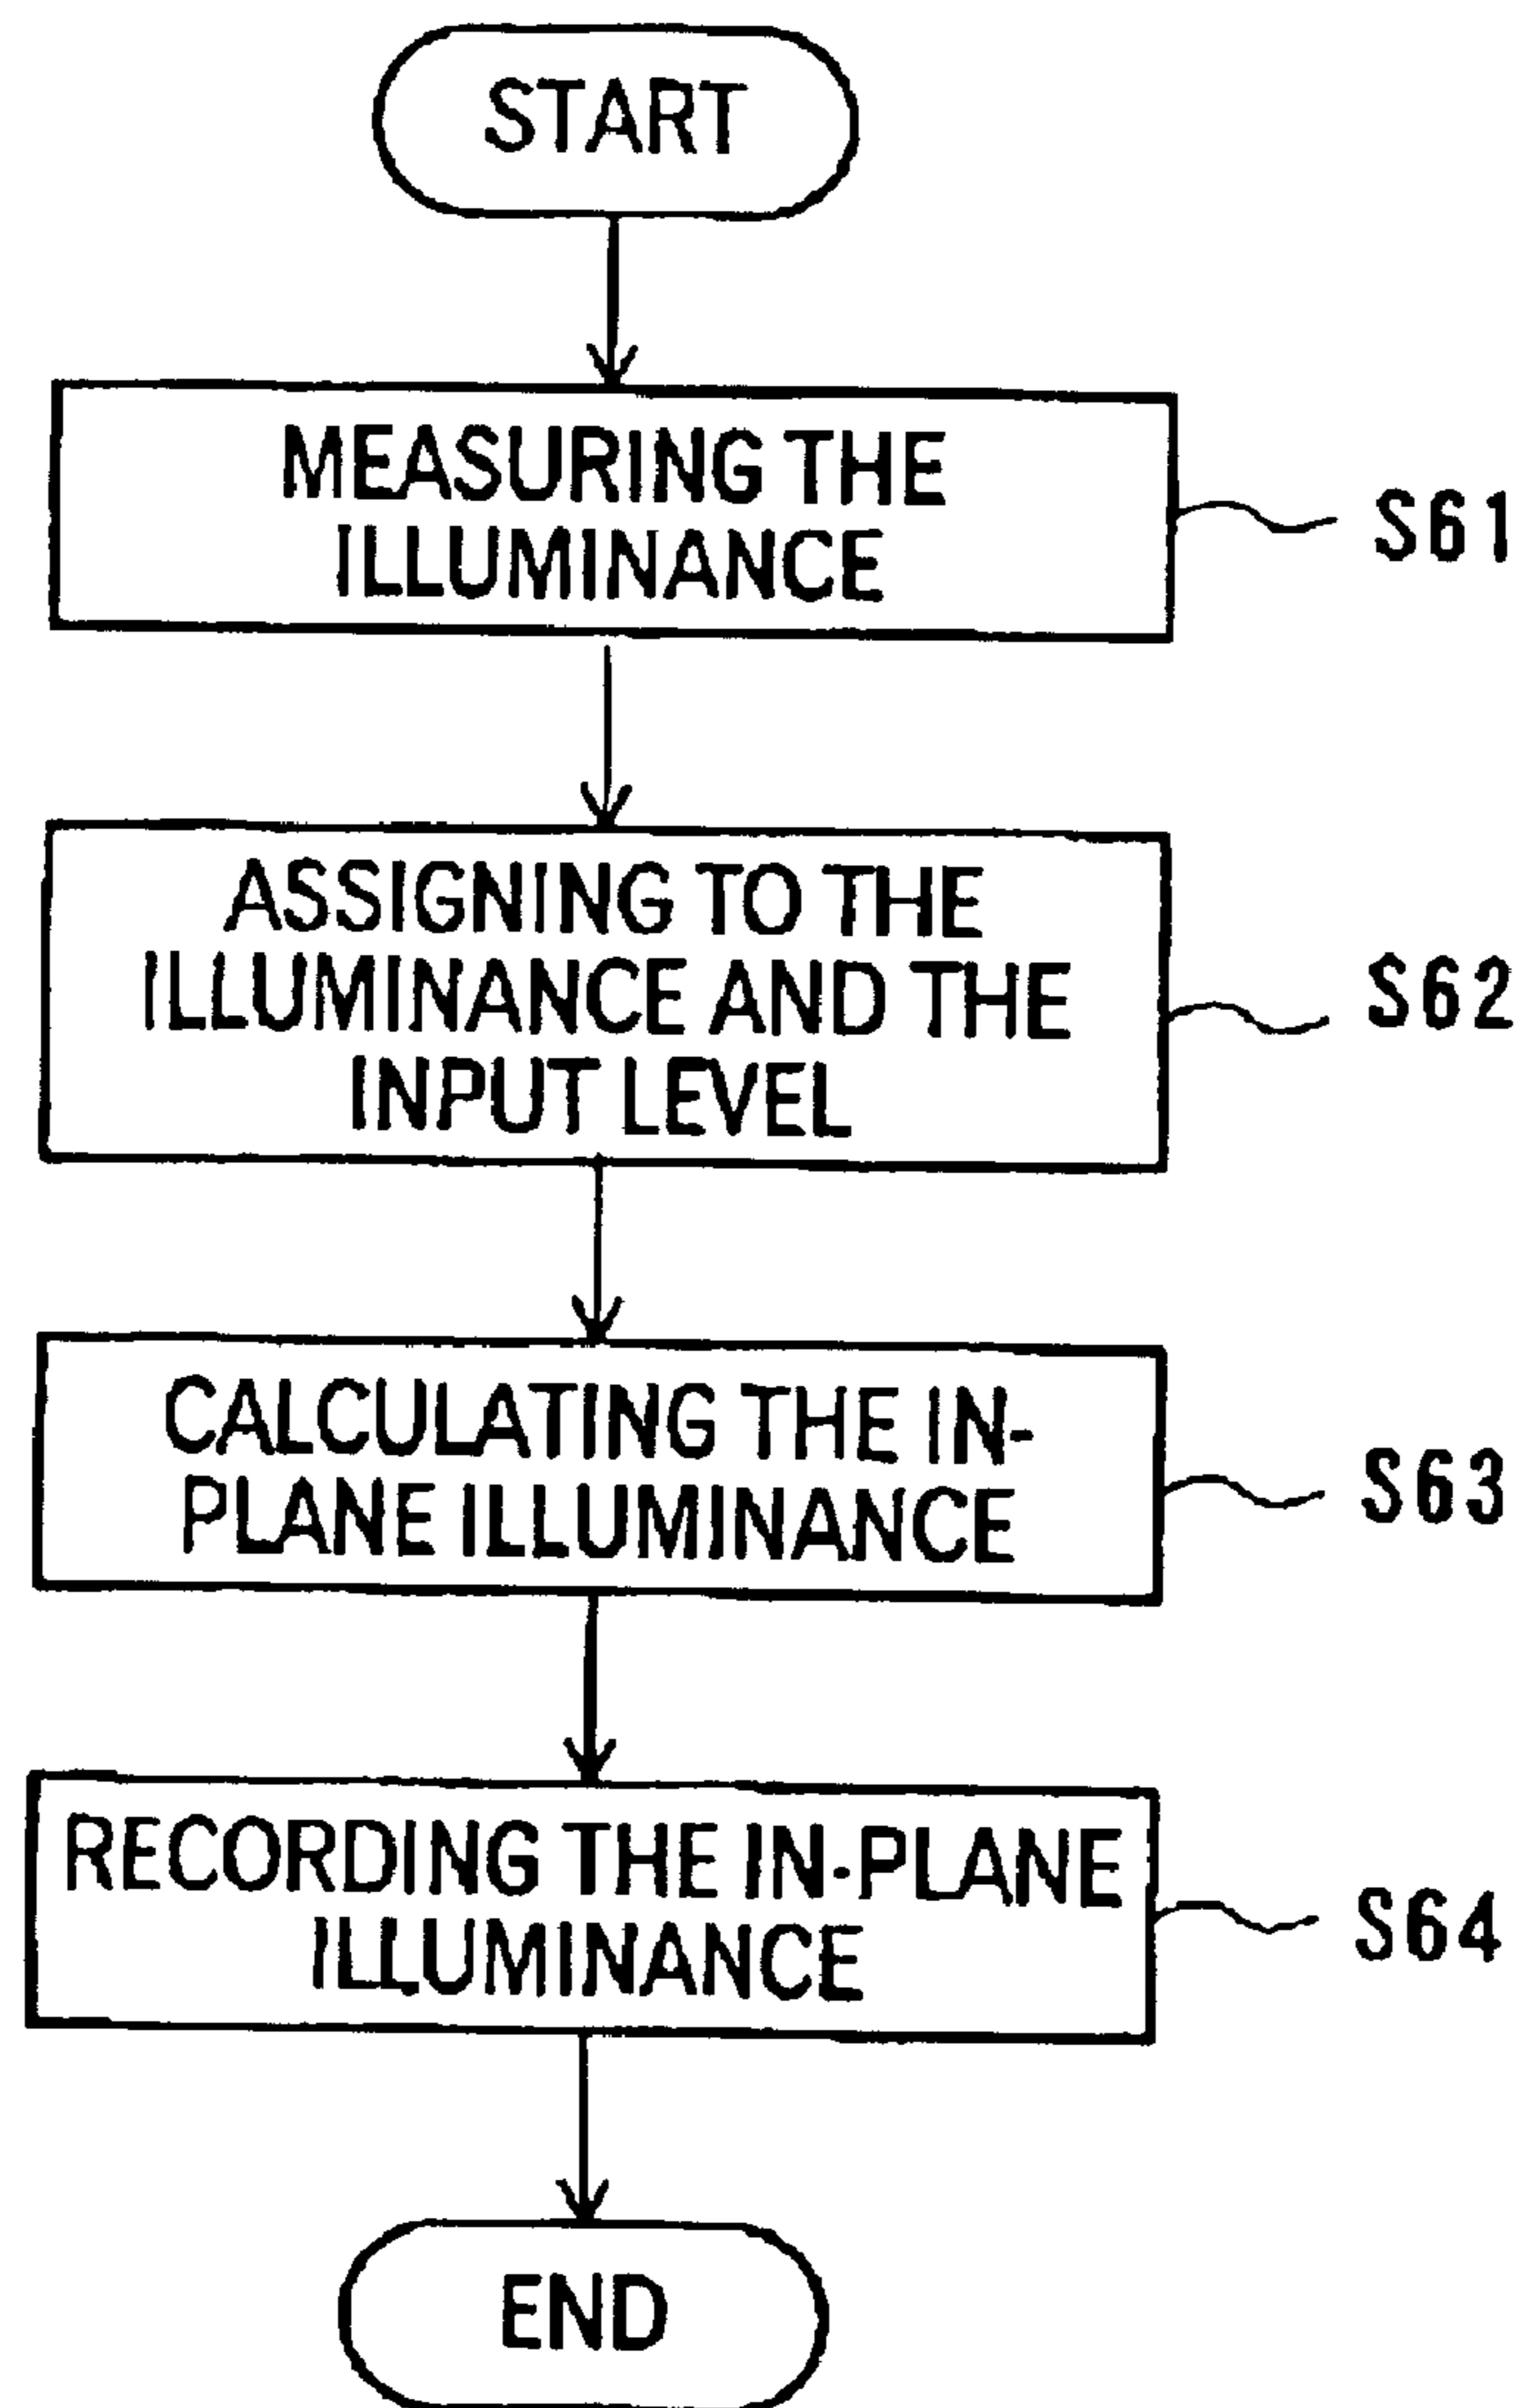 START
MEASURING THE
ILLUMINANCE
S61
ASSIGNING TO THE
ILLUMINANCE AND THE
INPUT LEVEL
S62
CALCULATING THE IN-
PLANE ILLUMINANCE
S63
RECORDING THE IN-PLANE
ILLUMINANCE
S64
END